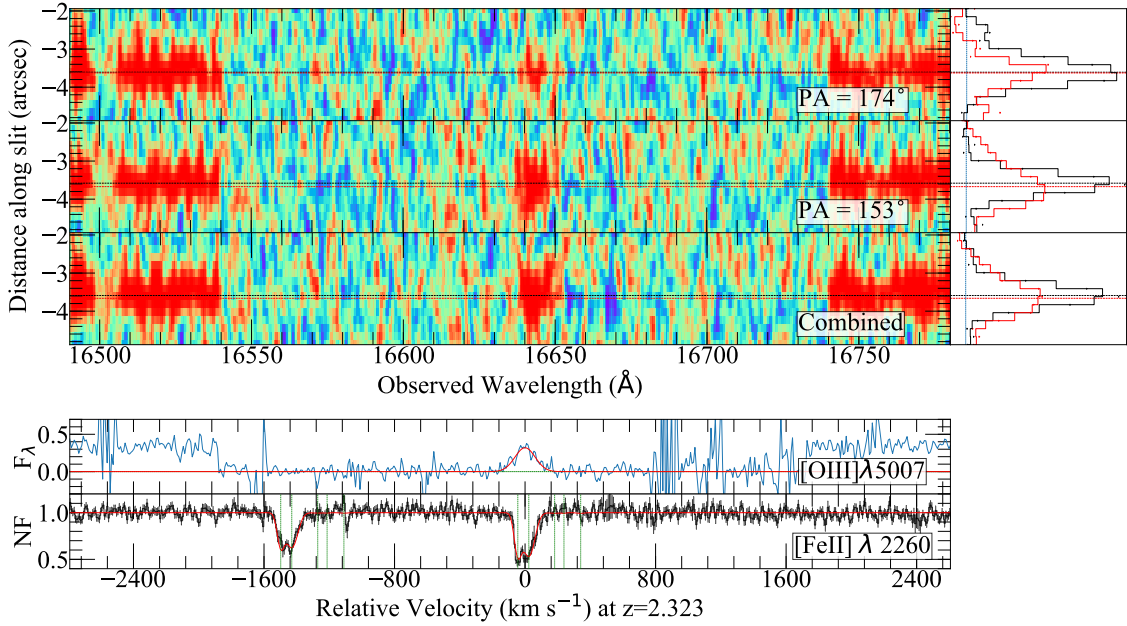 −2
−3
−4
PA = 174°
−2
−3
−4
PA = 153°
−2
−3
−4
Combined
Distance along slit (arcsec)
16500 16550 16600 16650 16700 16750
Observed Wavelength (Å)
0.5
0.0
F_λ
[OIII]λ5007
1.0
0.5
NF
[FeII] λ 2260
−2400 −1600 −800 0 800 1600 2400
Relative Velocity (km s⁻¹) at z=2.323